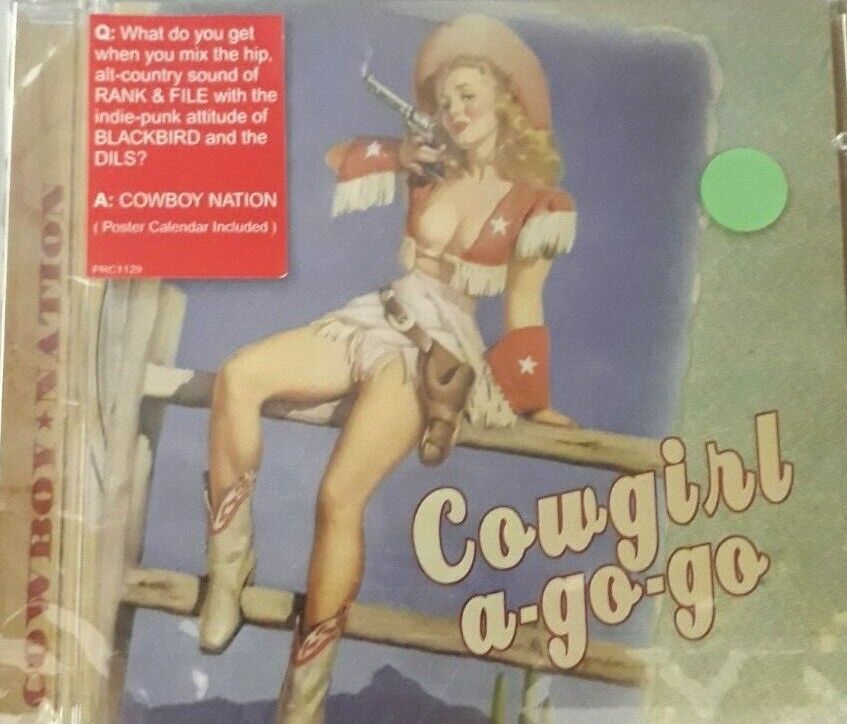 Q: What do you get
when you mix the hip,
alt-country sound of
RANK & FILE with the
indie-punk attitude of
BLACKBIRD and the
DILS?
A: COWBOY NATION
( Poster Calendar Included )
PRC1129
COWBOY★NATION
Cowgirl
a-go-go